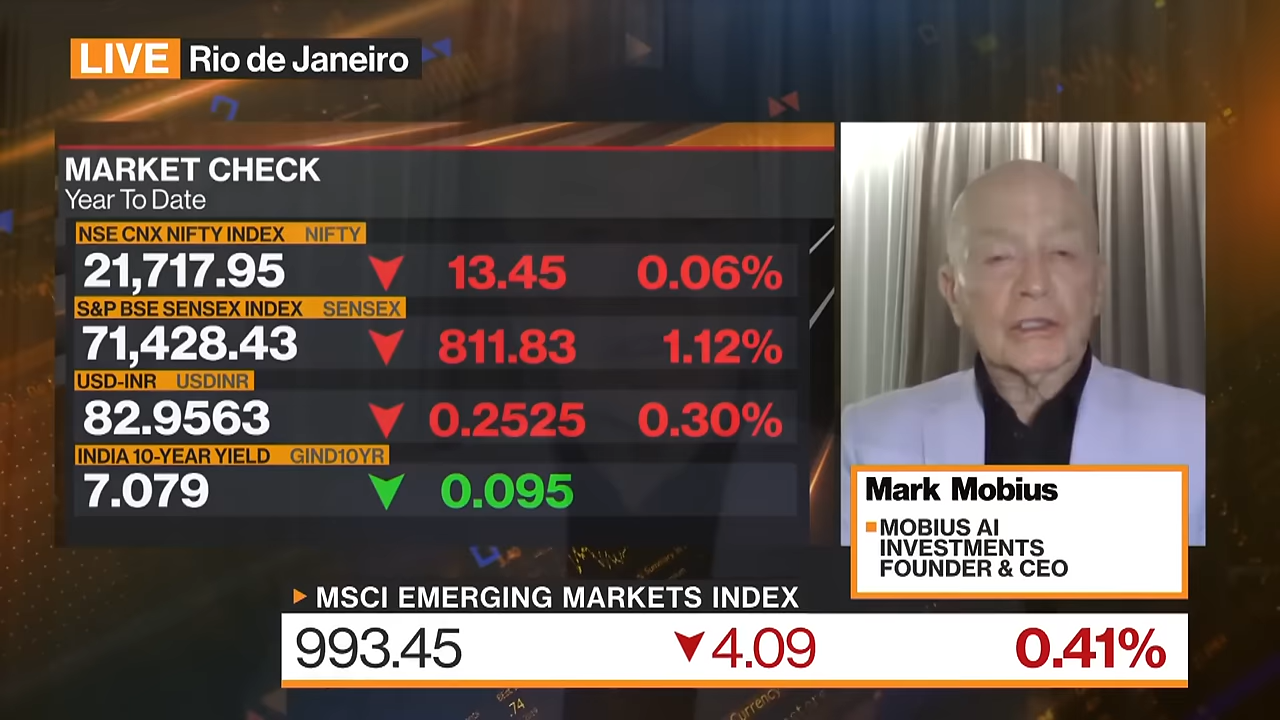 LIVE Rio de Janeiro
MARKET CHECK
Year To Date
NSE CNX NIFTY INDEX NIFTY
21,717.95 13.45 0.06%
S&P BSE SENSEX INDEX SENSEX
71,428.43 811.83 1.12%
USD-INR USDINR
82.9563 0.2525 0.30%
INDIA 10-YEAR YIELD GIND10YR
7.079 0.095
Mark Mobius
MOBIUS AI
INVESTMENTS
FOUNDER & CEO
MSCI EMERGING MARKETS INDEX
993.45 4.09 0.41%
.74
Currency